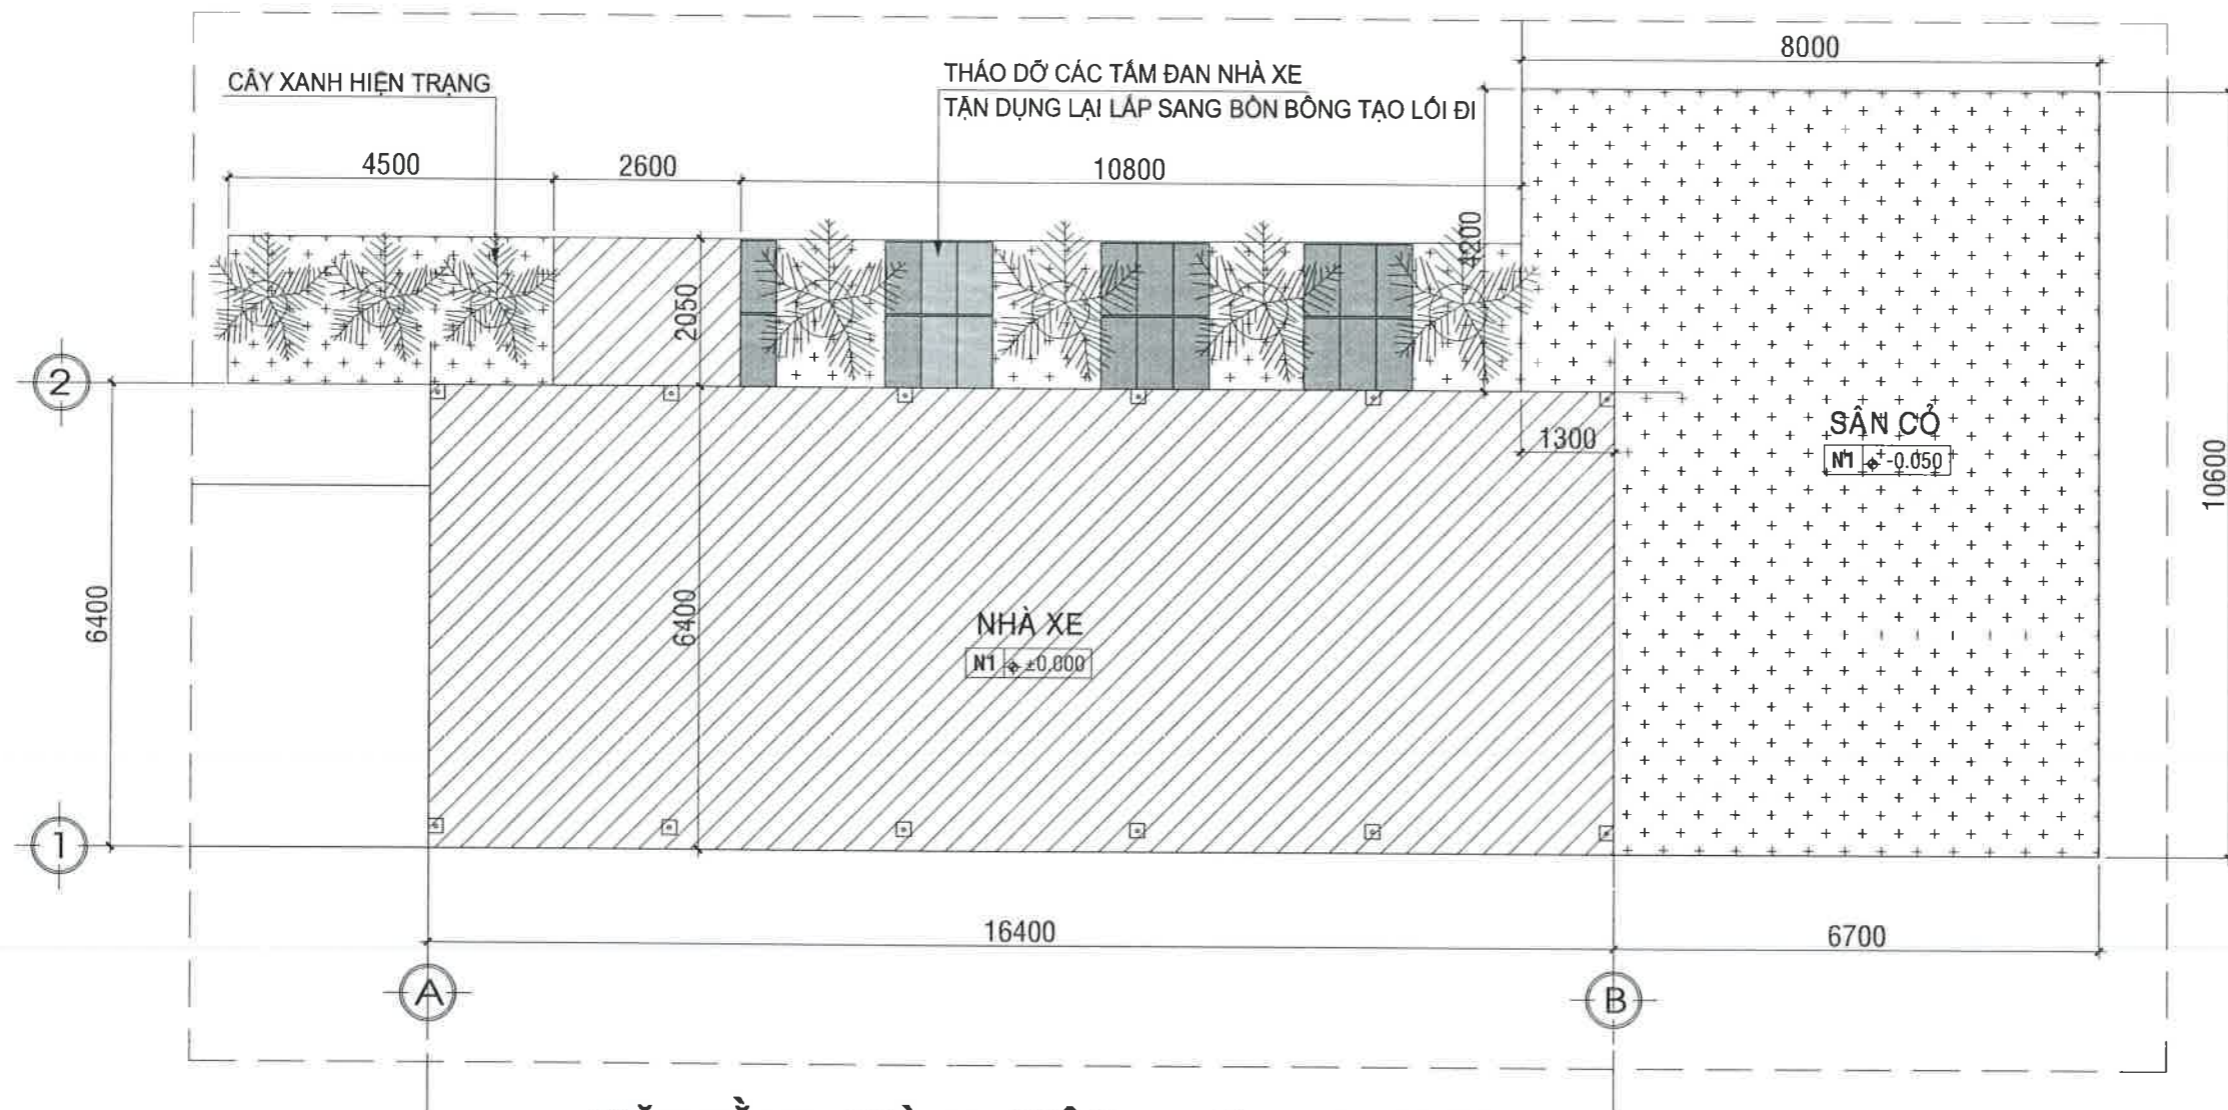 8000
CÂY XANH HIỆN TRẠNG
THÁO DỠ CÁC TẤM ĐAN NHÀ XE
TẬN DỤNG LẠI LẮP SANG BỒN BÔNG TẠO LỐI ĐI
4500
2600
10800
4200
2050
2
1300
SÂN CỎ
N1 -0.050
10600
6400
6400
NHÀ XE
N1 ±0.000
1
16400
6700
A
B